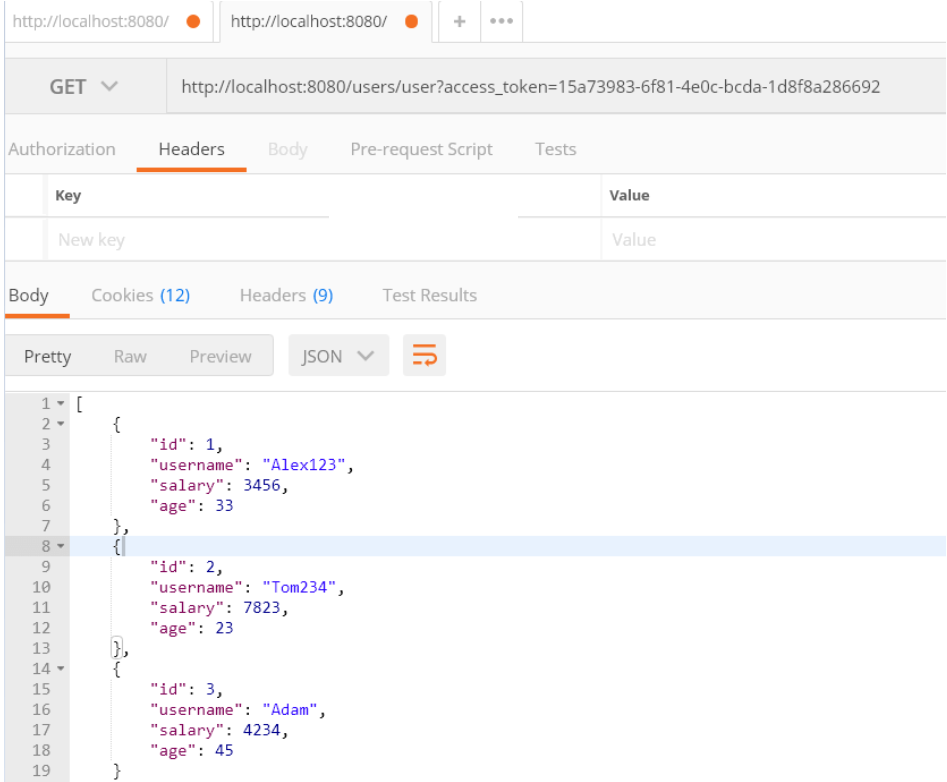 http://localhost:8080/ http://localhost:8080/ + •••
GET http://localhost:8080/users/user?access_token=15a73983-6f81-4e0c-bcda-1d8f8a286692
Authorization Headers Body Pre-request Script Tests
Key Value
New key Value
Body Cookies (12) Headers (9) Test Results
Pretty Raw Preview JSON
1 [
2 {
3 "id": 1,
4 "username": "Alex123",
5 "salary": 3456,
6 "age": 33
7 },
8 {
9 "id": 2,
10 "username": "Tom234",
11 "salary": 7823,
12 "age": 23
13 },
14 {
15 "id": 3,
16 "username": "Adam",
17 "salary": 4234,
18 "age": 45
19 }